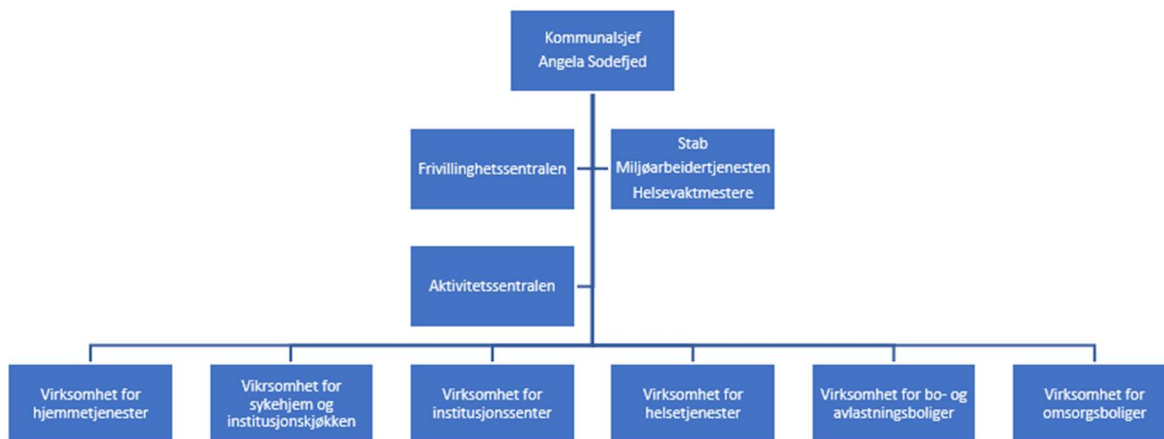 Kommunalsjef
Angela Sodefjed
Frivillinghetssentralen
Stab
Miljøarbeidertjenesten
Helsevaktmestere
Aktivitetssentralen
Virksomhet for
hjemmetjenester
Vikrsomhet for
sykehjem og
institusjonskjøkken
Virksomhet for
institusjonssenter
Virksomhet for
helsetjenester
Virksomhet for bo- og
avlastningsboliger
Virksomhet for
omsorgsboliger